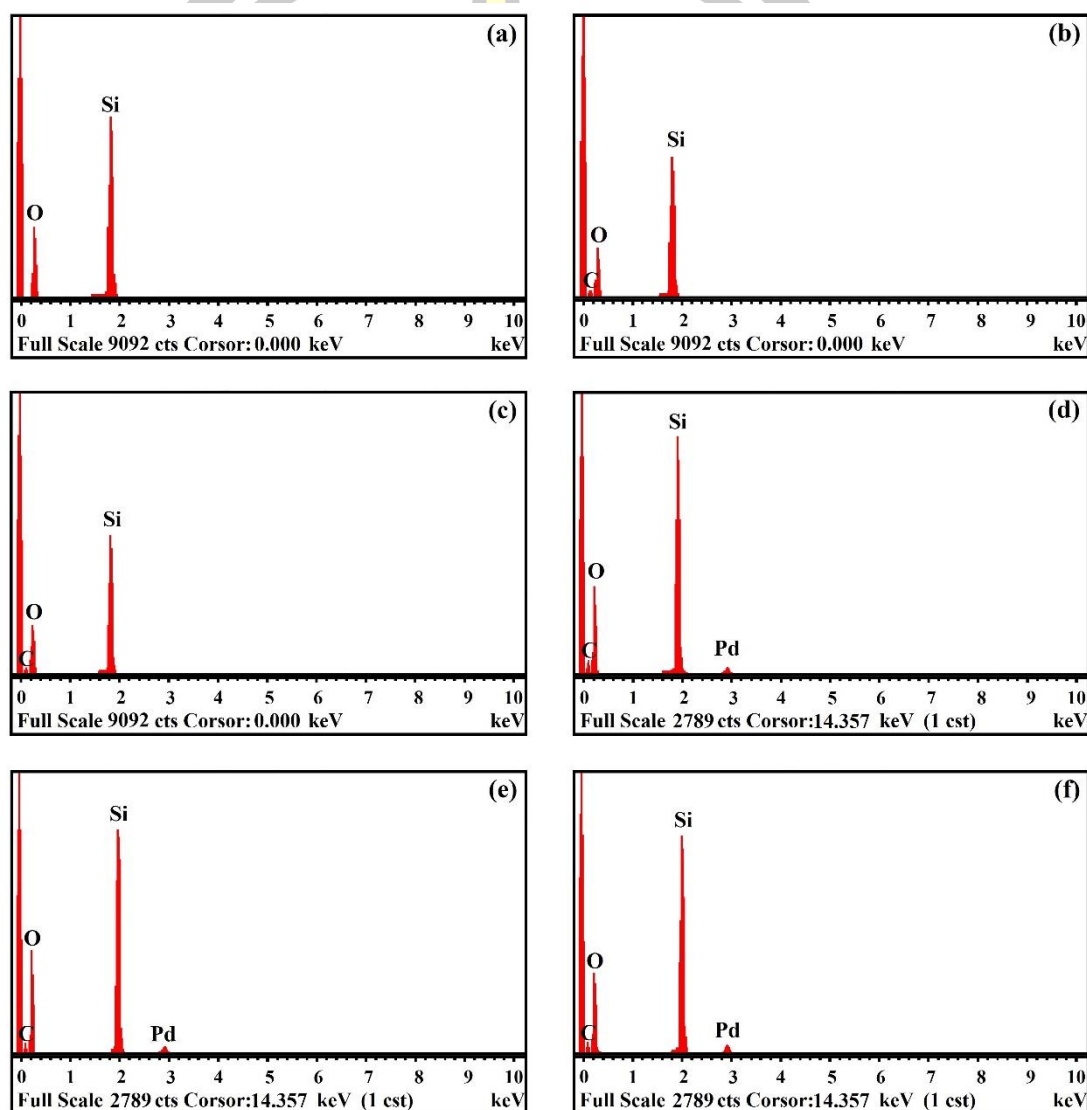 (a)
Si
O
0 1 2 3 4 5 6 7 8 9 10
Full Scale 9092 cts Corsor: 0.000 keV keV
(b)
Si
O
C
0 1 2 3 4 5 6 7 8 9 10
Full Scale 9092 cts Corsor: 0.000 keV keV
(c)
Si
O
C
0 1 2 3 4 5 6 7 8 9 10
Full Scale 9092 cts Corsor: 0.000 keV keV
(d)
Si
O
Pd
C
0 1 2 3 4 5 6 7 8 9 10
Full Scale 2789 cts Corsor:14.357 keV (1 cst) keV
(e)
Si
O
C
Pd
0 1 2 3 4 5 6 7 8 9 10
Full Scale 2789 cts Corsor:14.357 keV (1 cst) keV
(f)
Si
O
C
Pd
0 1 2 3 4 5 6 7 8 9 10
Full Scale 2789 cts Corsor:14.357 keV (1 cst) keV